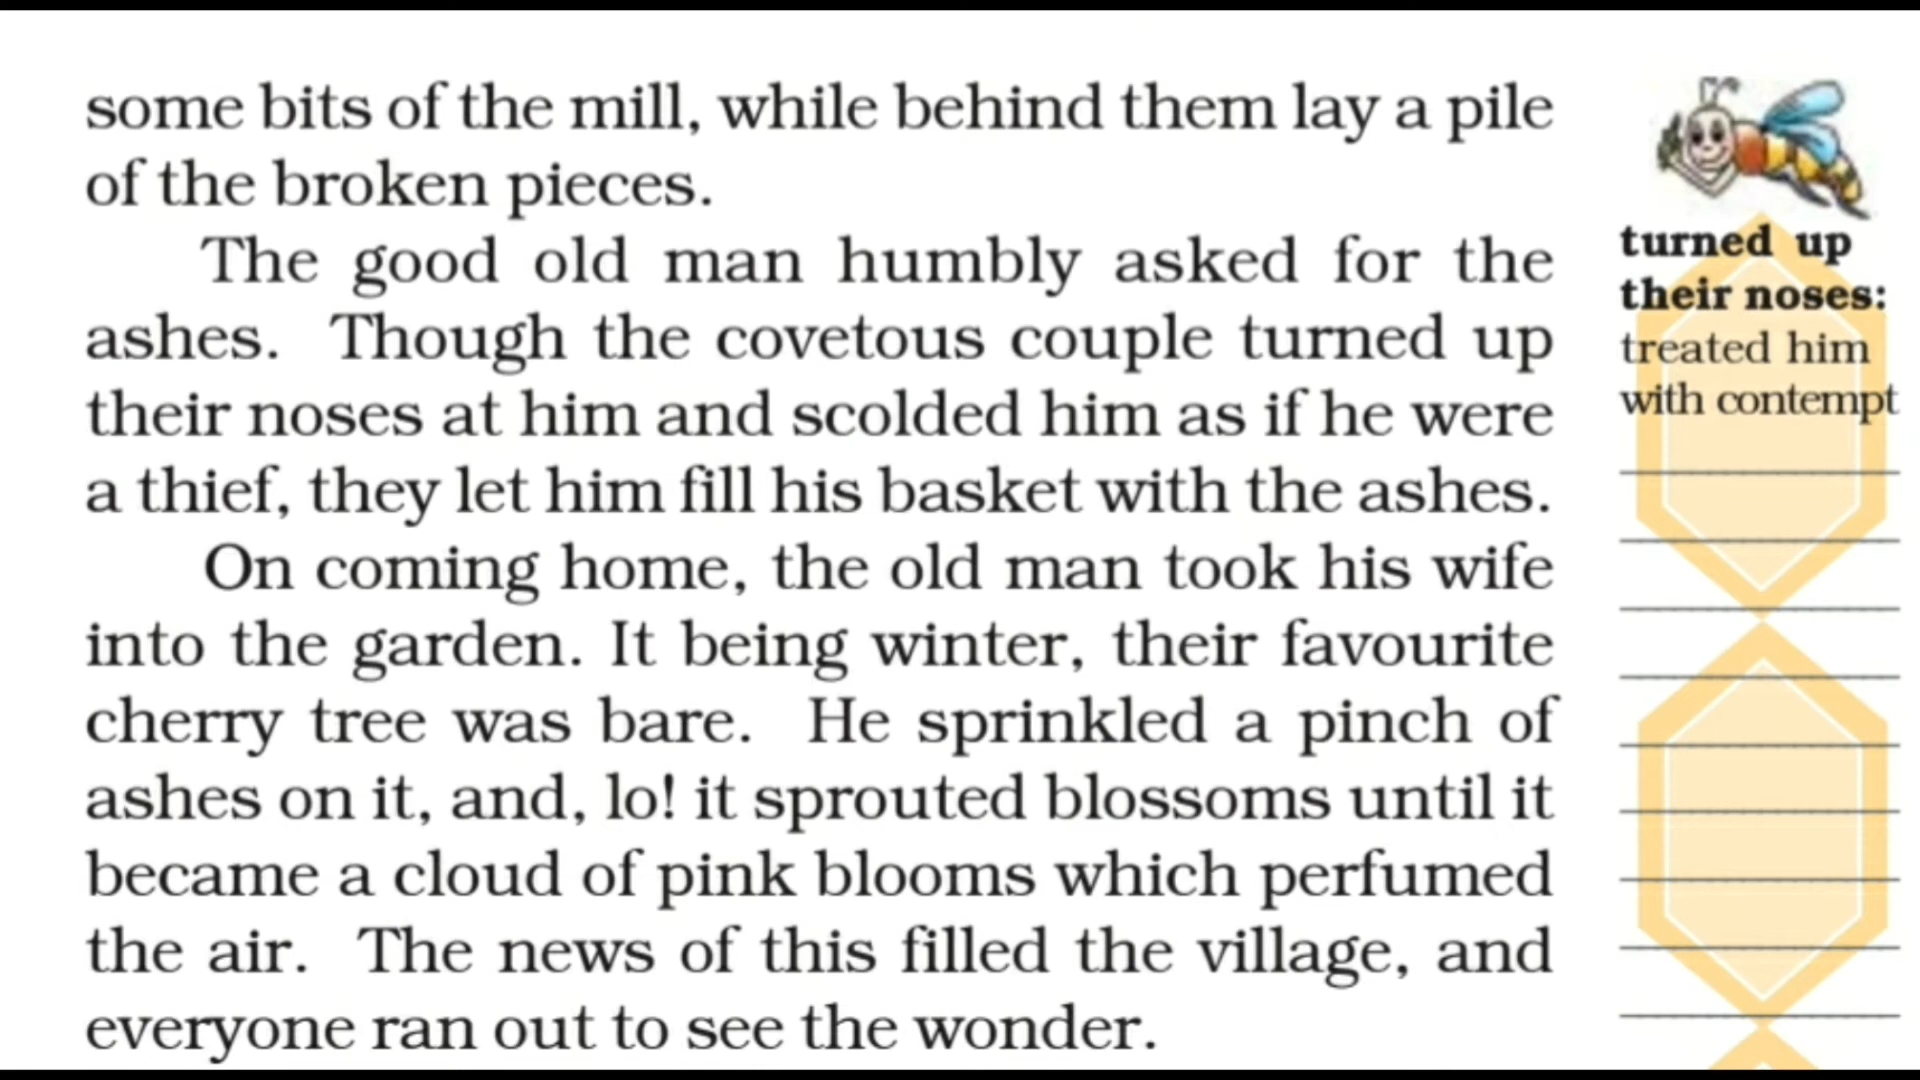 some bits of the mill, while behind them lay a pile
of the broken pieces.
The good old man humbly asked for the
ashes. Though the covetous couple turned up
their noses at him and scolded him as if he were
a thief, they let him fill his basket with the ashes.
On coming home, the old man took his wife
into the garden. It being winter, their favourite
cherry tree was bare. He sprinkled a pinch of
ashes on it, and, lo! it sprouted blossoms until it
became a cloud of pink blooms which perfumed
the air. The news of this filled the village, and
everyone ran out to see the wonder.
turned up
their noses:
treated him
with contempt